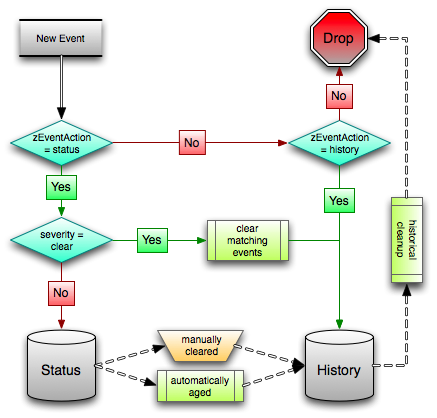 New Event
Drop
No
zEventAction
= status
No
zEventAction
= history
Yes
Yes
severity =
clear
Yes
clear
matching
events
historical
cleanup
No
Status
manually
cleared
automatically
aged
History